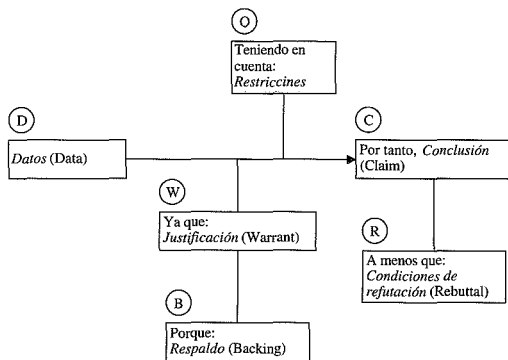 O
Teniendo en
cuenta:
Restriccines
D
Datos (Data)
C
Por tanto, Conclusión
(Claim)
W
Ya que:
Justificación (Warrant)
R
A menos que:
Condiciones de
refutación (Rebuttal)
B
Porque:
Respaldo (Backing)